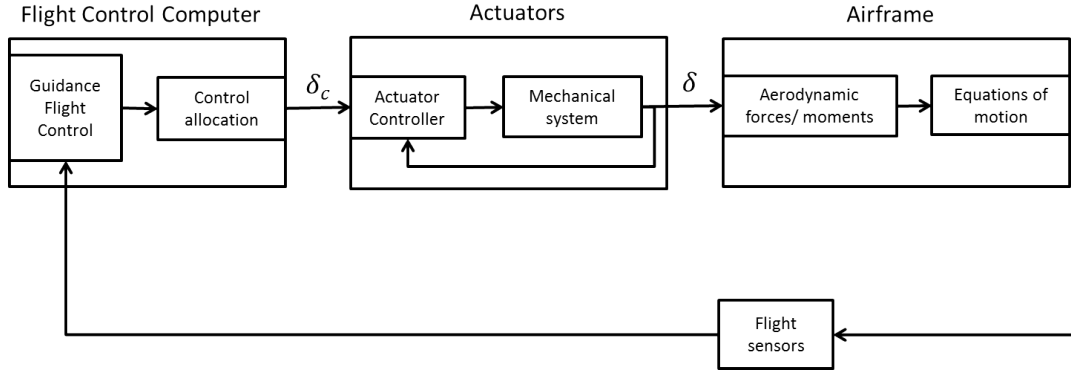 Flight Control Computer
Actuators
Airframe
Guidance
Flight
Control
Control
allocation
δc
Actuator
Controller
Mechanical
system
δ
Aerodynamic
forces/ moments
Equations of
motion
Flight
sensors